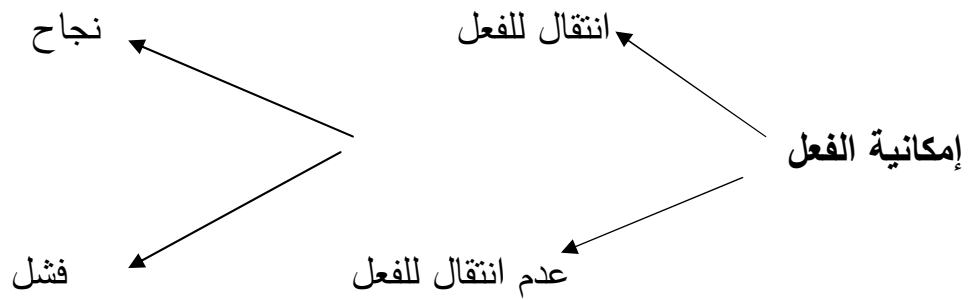 انتقال للفعل نجاح
إمكانية الفعل
عدم انتقال للفعل فشل